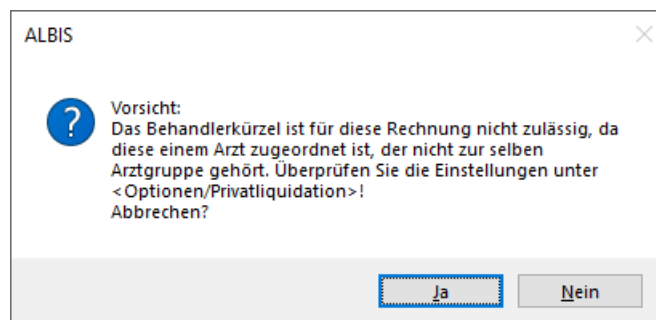 ALBIS
?
Vorsicht:
Das Behandlerkürzel ist für diese Rechnung nicht zulässig, da
diese einem Arzt zugeordnet ist, der nicht zur selben
Arztgruppe gehört. Überprüfen Sie die Einstellungen unter
<Optionen/Privatliquidation>!
Abbrechen?
Ja
Nein